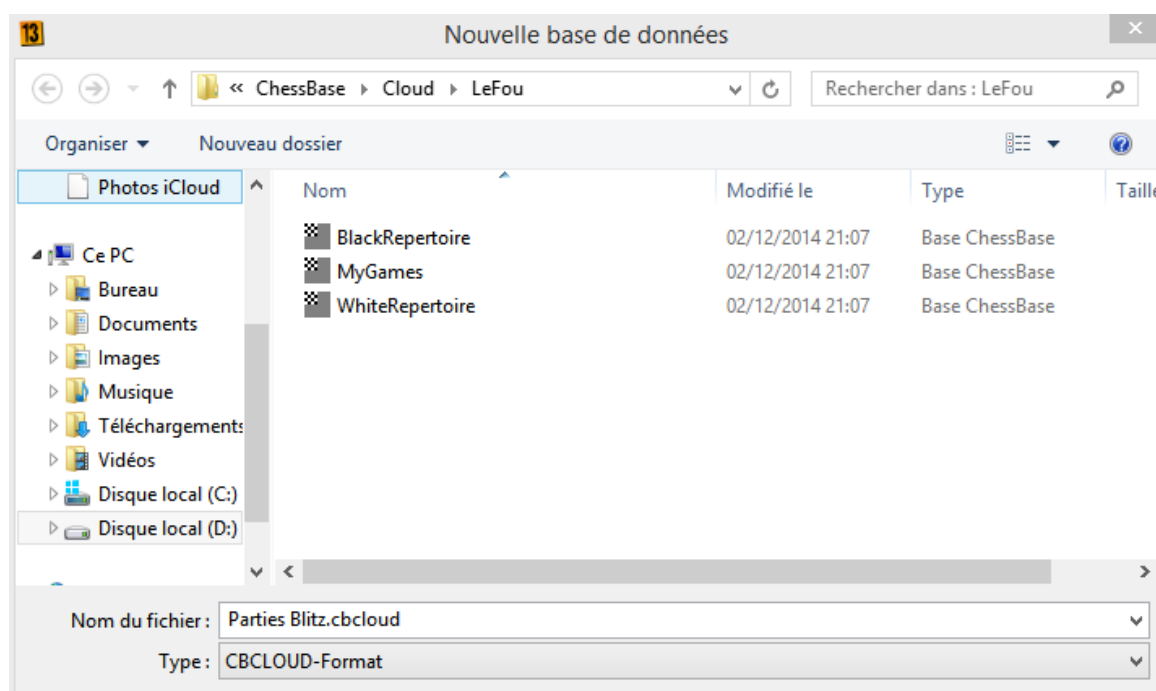 13 Nouvelle base de données
« ChessBase Cloud LeFou Rechercher dans : LeFou
Organiser Nouveau dossier
Photos iCloud Nom Modifié le Type Taille
BlackRepertoire 02/12/2014 21:07 Base ChessBase
Ce PC MyGames 02/12/2014 21:07 Base ChessBase
Bureau WhiteRepertoire 02/12/2014 21:07 Base ChessBase
Documents
Images
Musique
Téléchargements
Vidéos
Disque local (C:)
Disque local (D:)
Nom du fichier : Parties Blitz.cbcloud
Type : CBCLOUD-Format